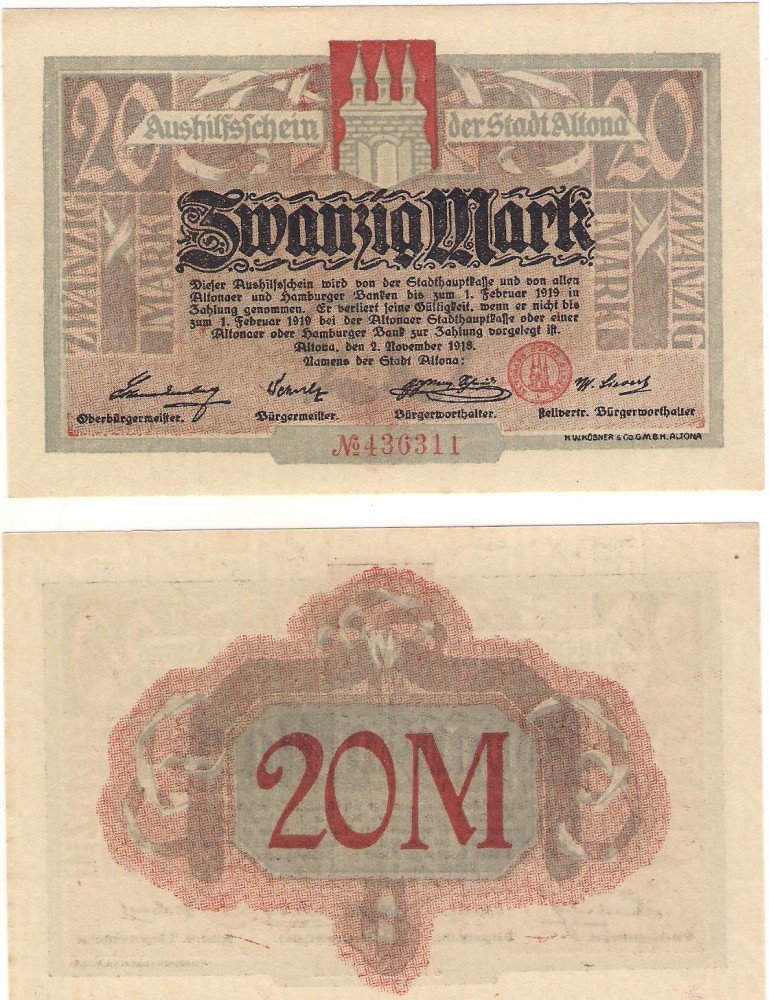 20 Aushilfsschein der Stadt Altona 20
ZWANZIG MARK
Zwanzig Mark
MARK ZWANZIG
Dieser Aushilfsschein wird von der Stadthauptkasse und von allen
Altonaer und Hamburger Banken bis zum 1. Februar 1919 in
Zahlung genommen. Er verliert seine Gültigkeit, wenn er nicht bis
zum 1. Februar 1919 bei der Altonaer Stadthauptkasse oder einer
Altonaer oder Hamburger Bank zur Zahlung vorgelegt ist.
Altona, den 2. November 1918.
Namens der Stadt Altona:
Oberbürgermeister. Bürgermeister. Bürgerworthalter. stellvertr. Bürgerworthalter
№436311
H.W.KÖBNER & CO.G.M.B.H. ALTONA
20M